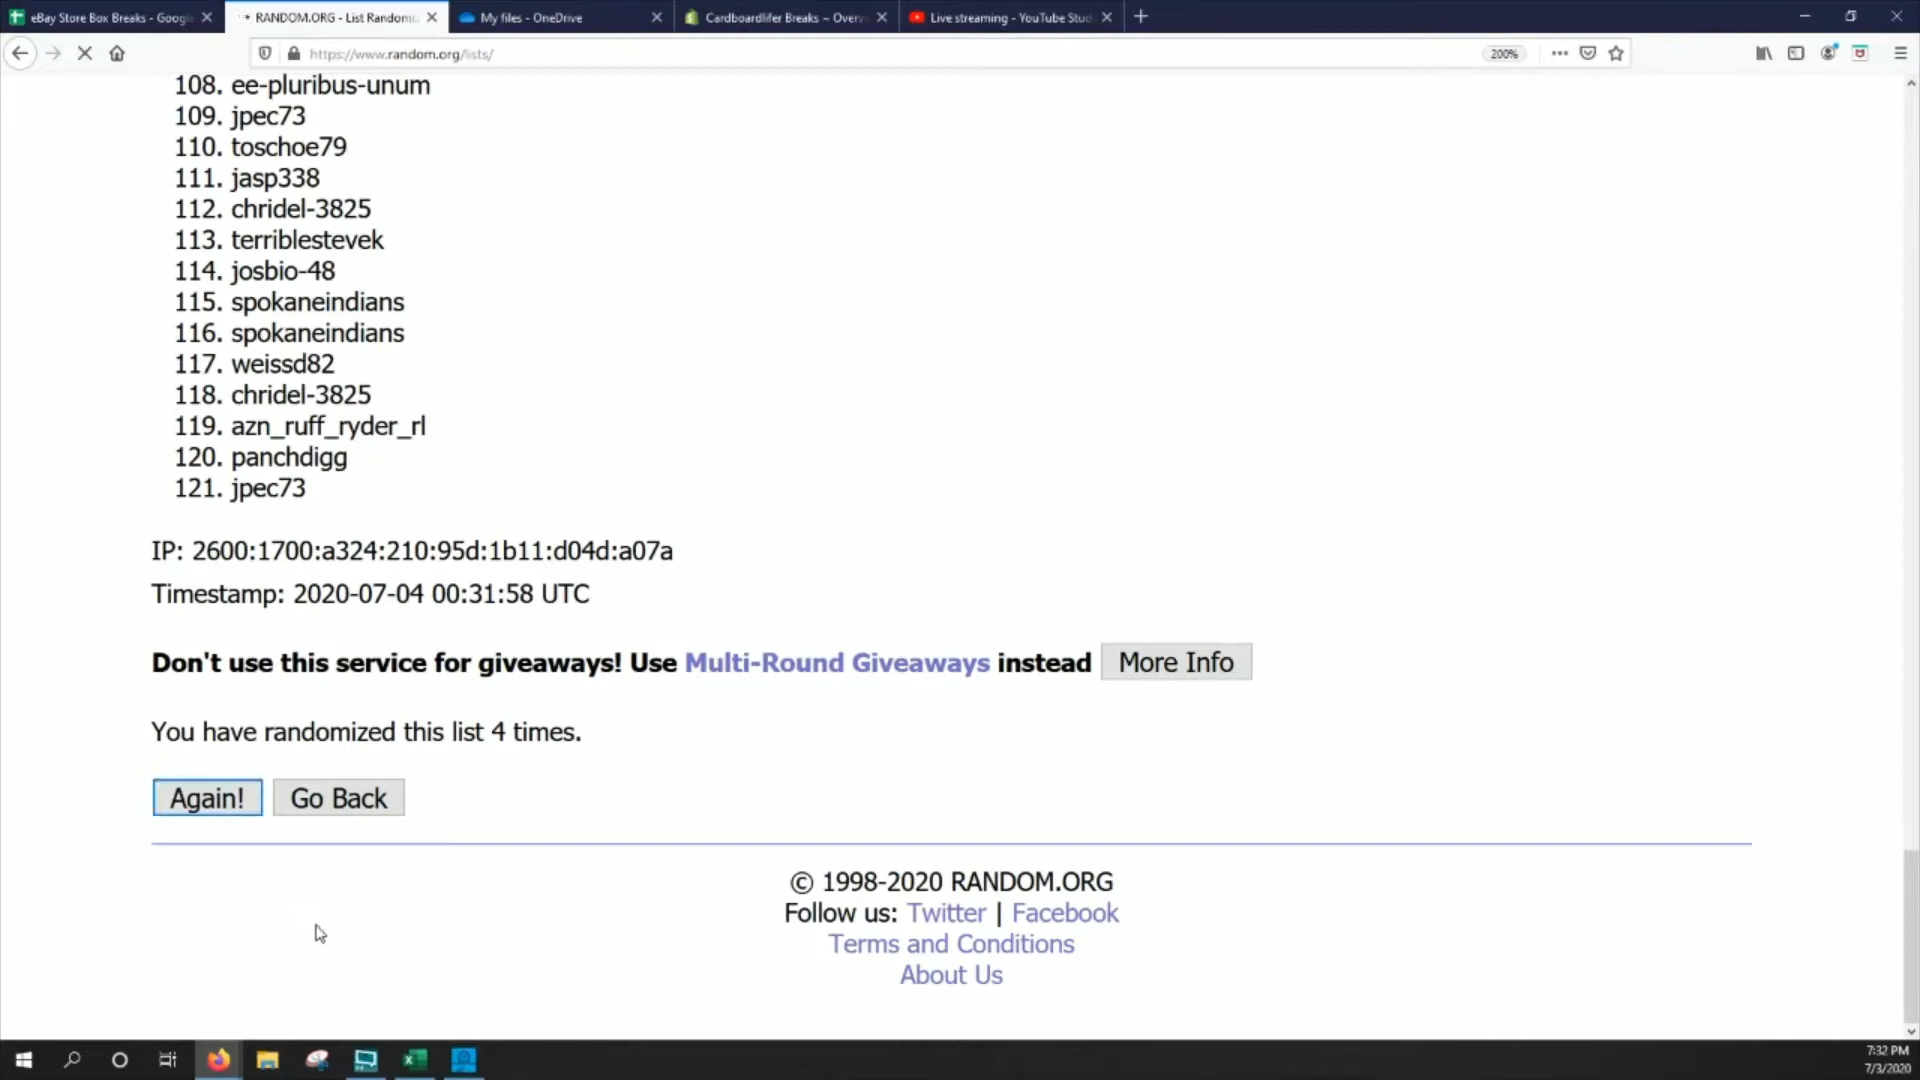 eBay Store Box Breaks - Googl
RANDOM.ORG - List Randomi
My files - OneDrive
Cardboardlifer Breaks ~ Overv
Live streaming - YouTube Stud
https://www.random.org/lists/
200%
108. ee-pluribus-unum
109. jpec73
110. toschoe79
111. jasp338
112. chridel-3825
113. terriblestevek
114. josbio-48
115. spokaneindians
116. spokaneindians
117. weissd82
118. chridel-3825
119. azn_ruff_ryder_rl
120. panchdigg
121. jpec73
IP: 2600:1700:a324:210:95d:1b11:d04d:a07a
Timestamp: 2020-07-04 00:31:58 UTC
Don't use this service for giveaways! Use Multi-Round Giveaways instead More Info
You have randomized this list 4 times.
Again! Go Back
© 1998-2020 RANDOM.ORG
Follow us: Twitter | Facebook
Terms and Conditions
About Us
7:32 PM
7/3/2020